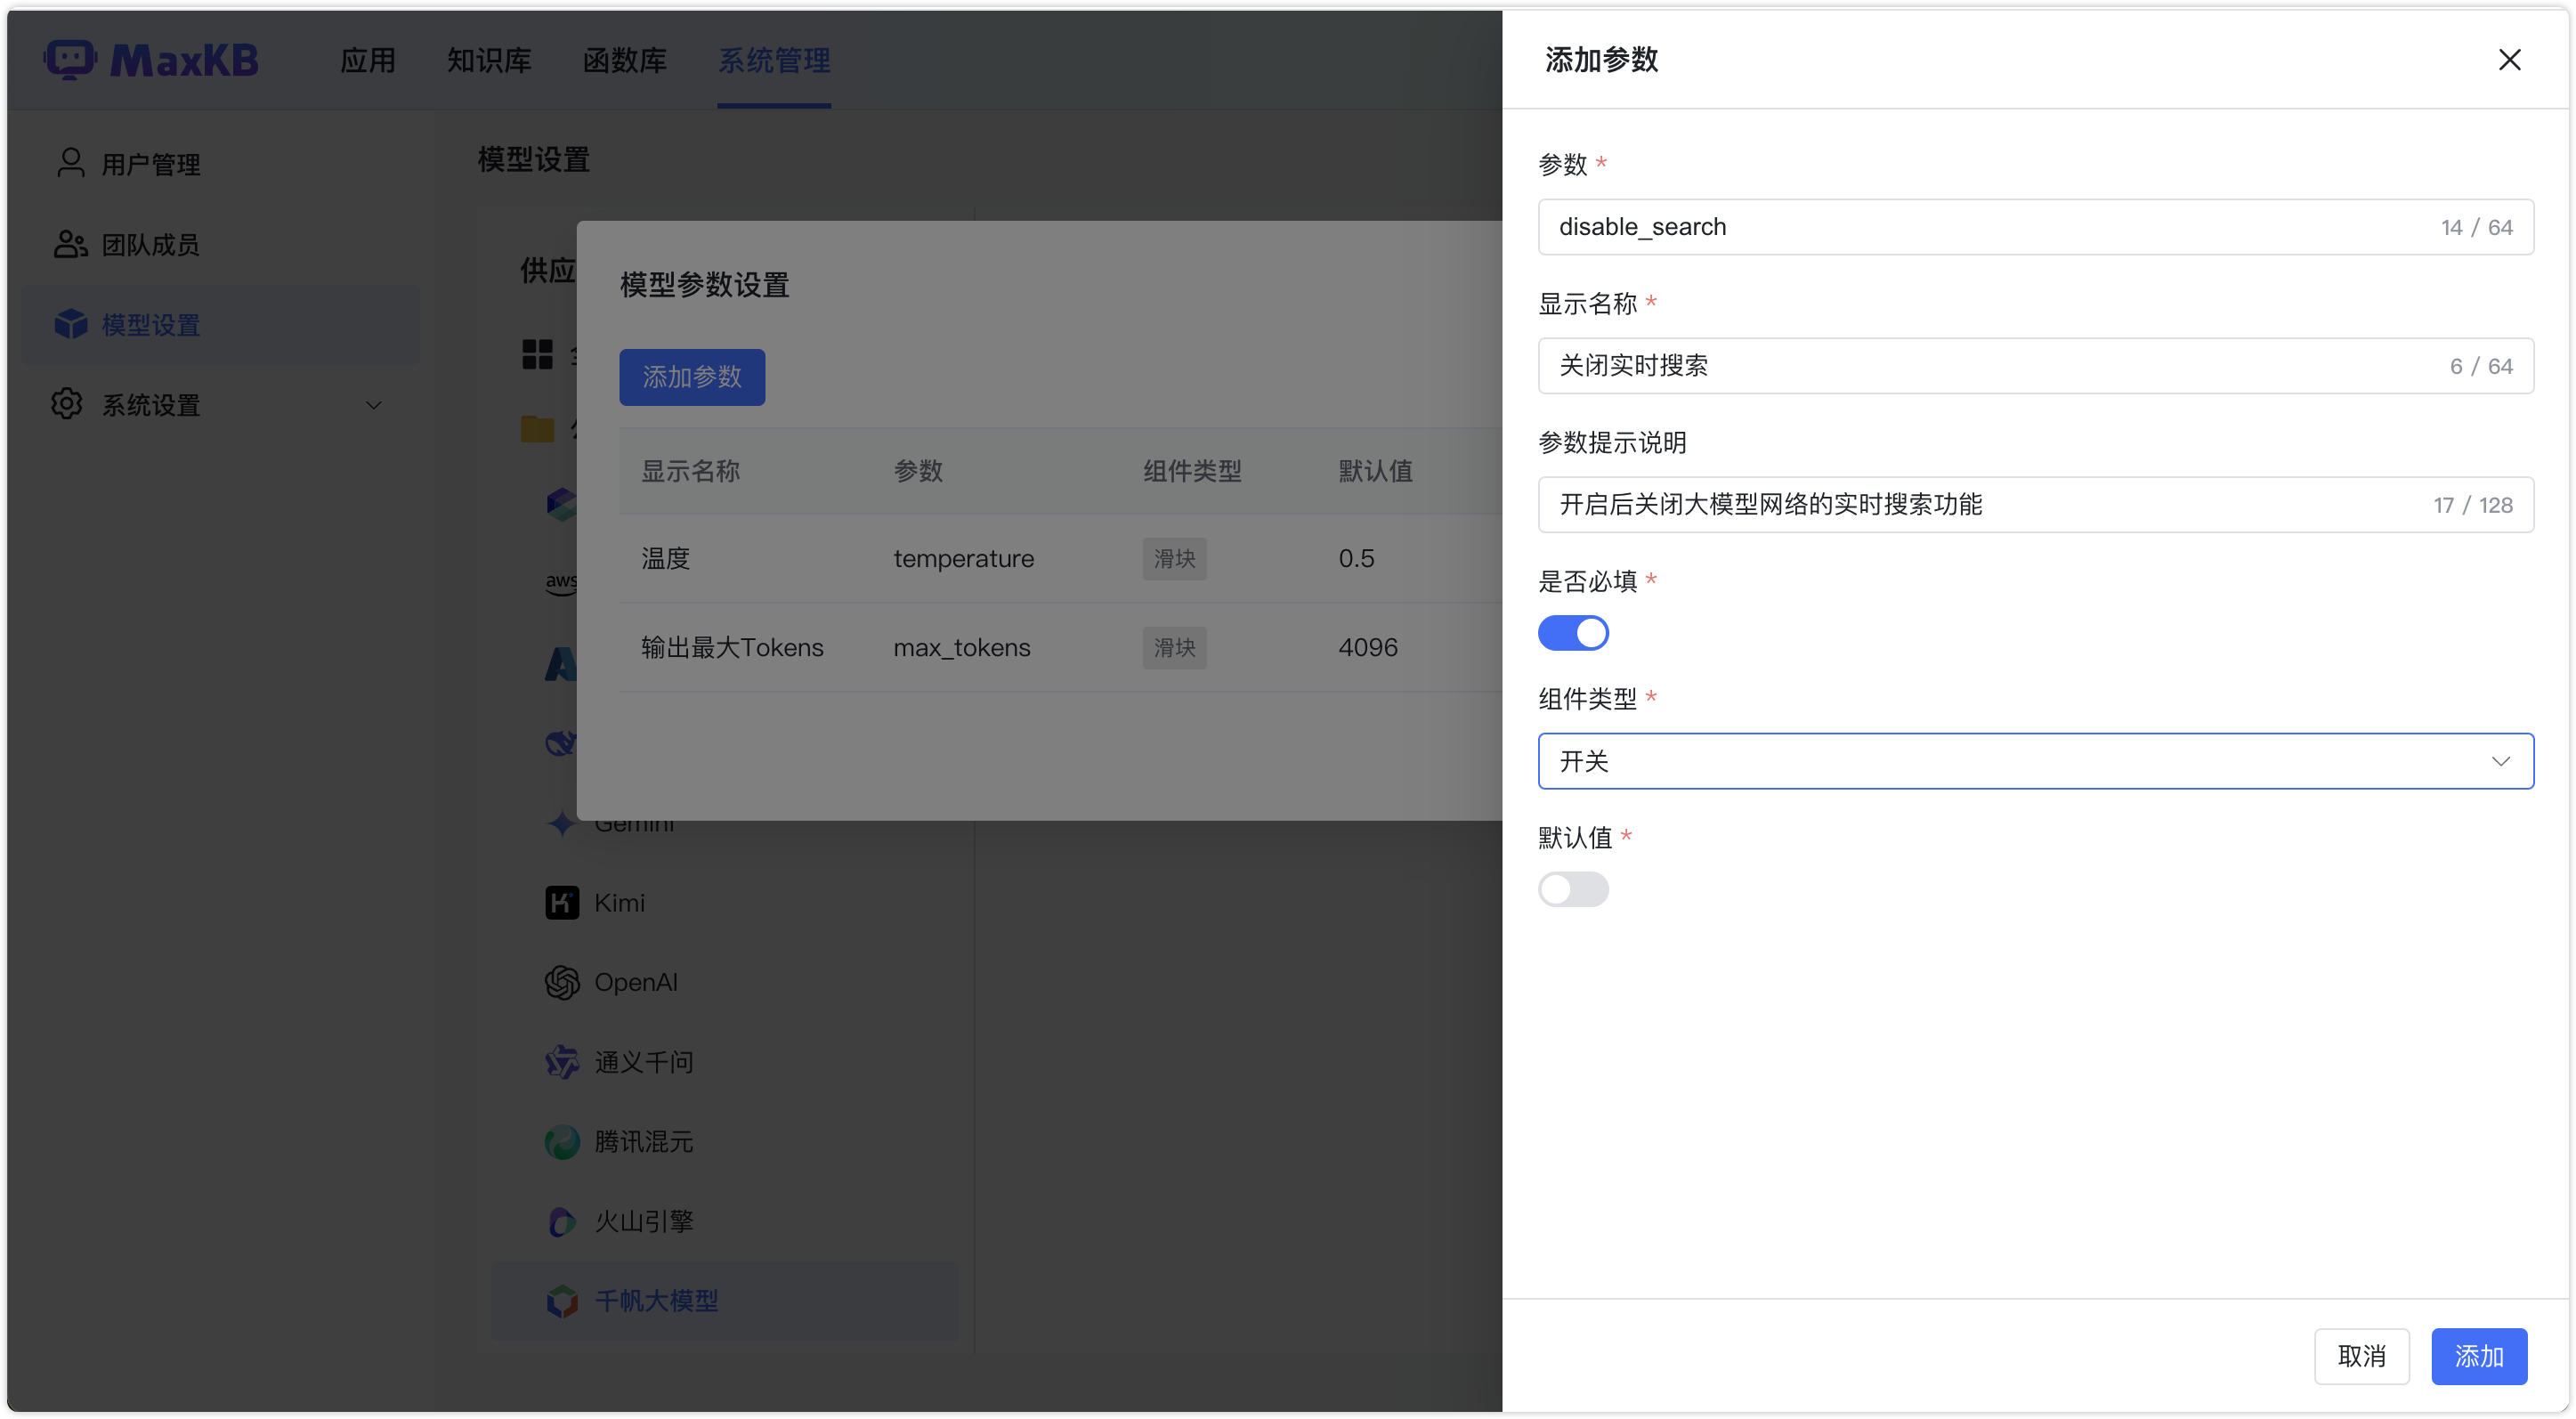 MaxKB
应用 知识库 函数库 系统管理
用户管理
团队成员
模型设置
系统设置
模型设置
供应
模型参数设置
添加参数
显示名称 参数 组件类型 默认值
温度 temperature 滑块 0.5
输出最大Tokens max_tokens 滑块 4096
aws
Gemini
Kimi
OpenAI
通义千问
腾讯混元
火山引擎
千帆大模型
添加参数
参数 *
disable_search 14 / 64
显示名称 *
关闭实时搜索 6 / 64
参数提示说明
开启后关闭大模型网络的实时搜索功能 17 / 128
是否必填 *
组件类型 *
开关
默认值 *
取消 添加